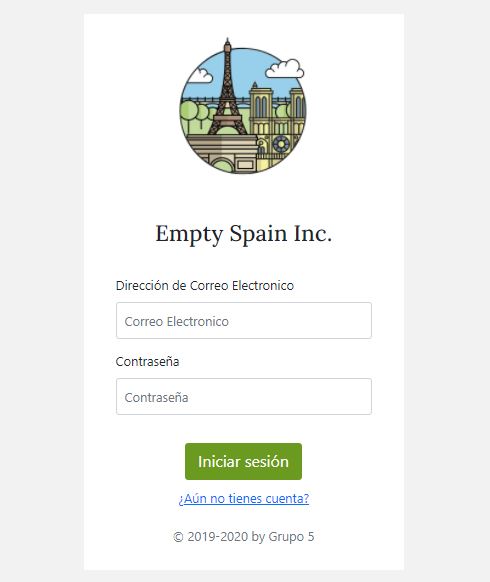 Empty Spain Inc.
Dirección de Correo Electronico
Correo Electronico
Contraseña
Contraseña
Iniciar sesión
¿Aún no tienes cuenta?
© 2019-2020 by Grupo 5